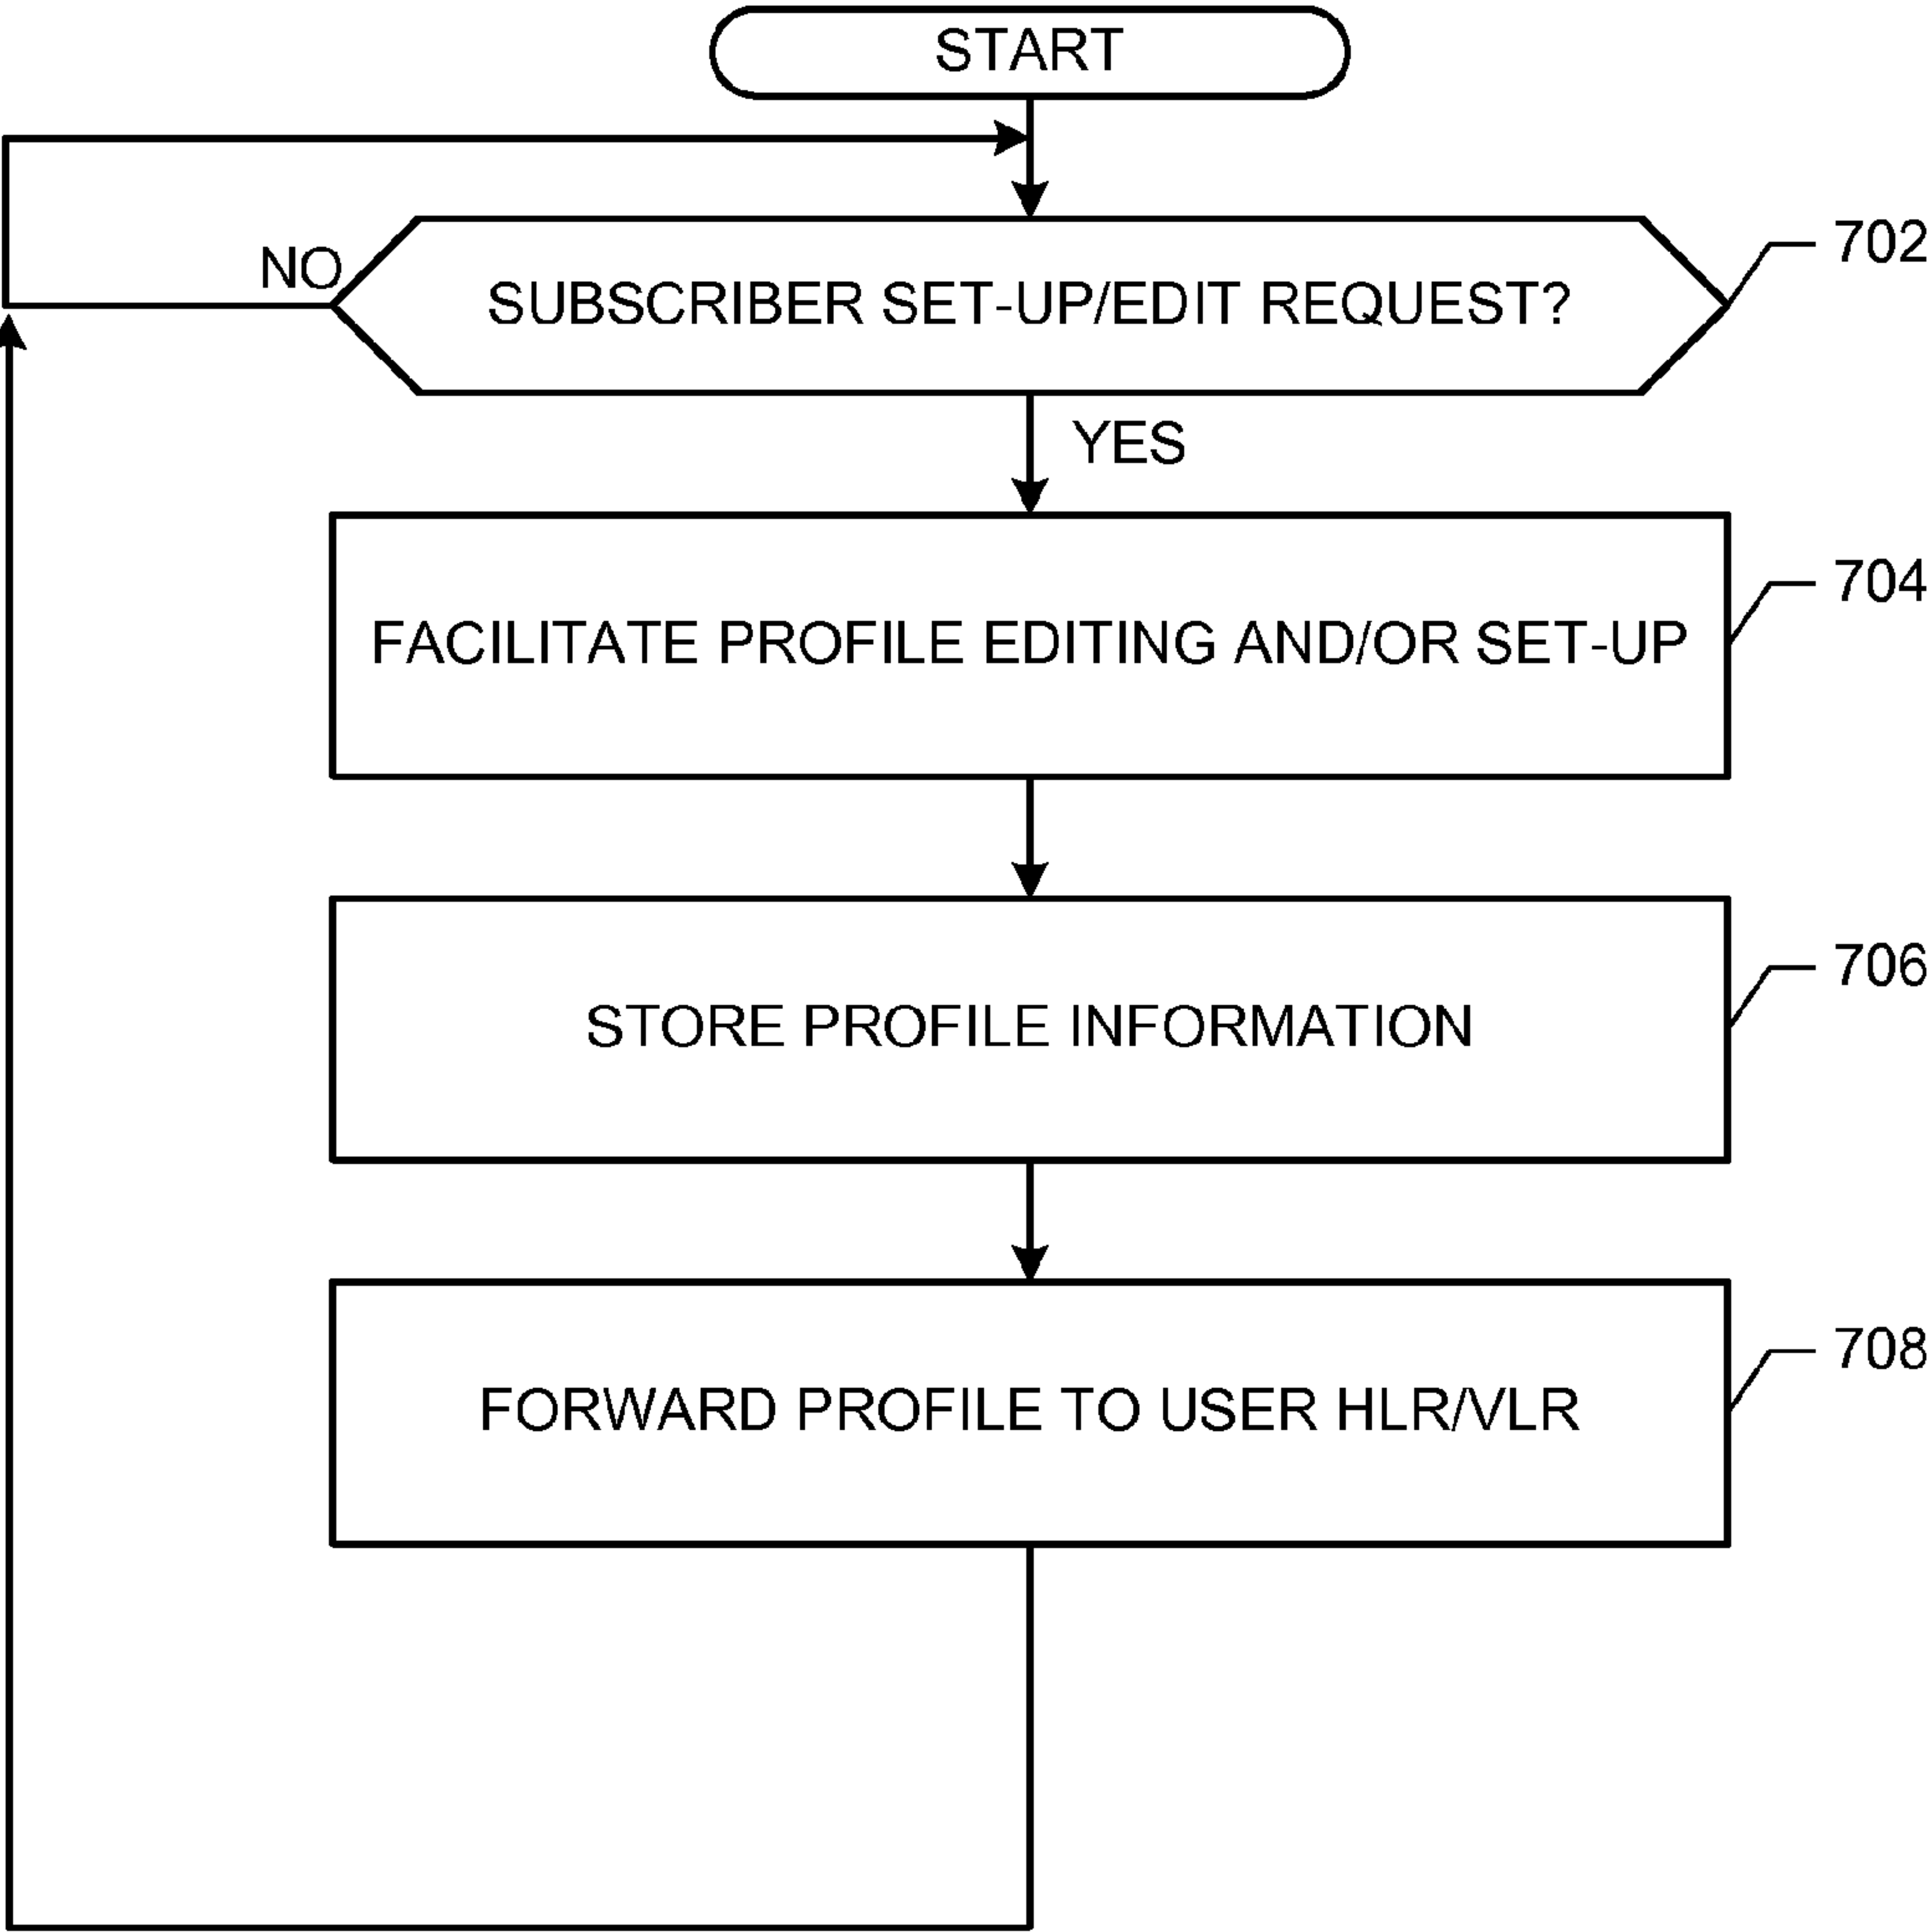 START
NO
SUBSCRIBER SET-UP/EDIT REQUEST?
702
YES
FACILITATE PROFILE EDITING AND/OR SET-UP
704
STORE PROFILE INFORMATION
706
FORWARD PROFILE TO USER HLR/VLR
708